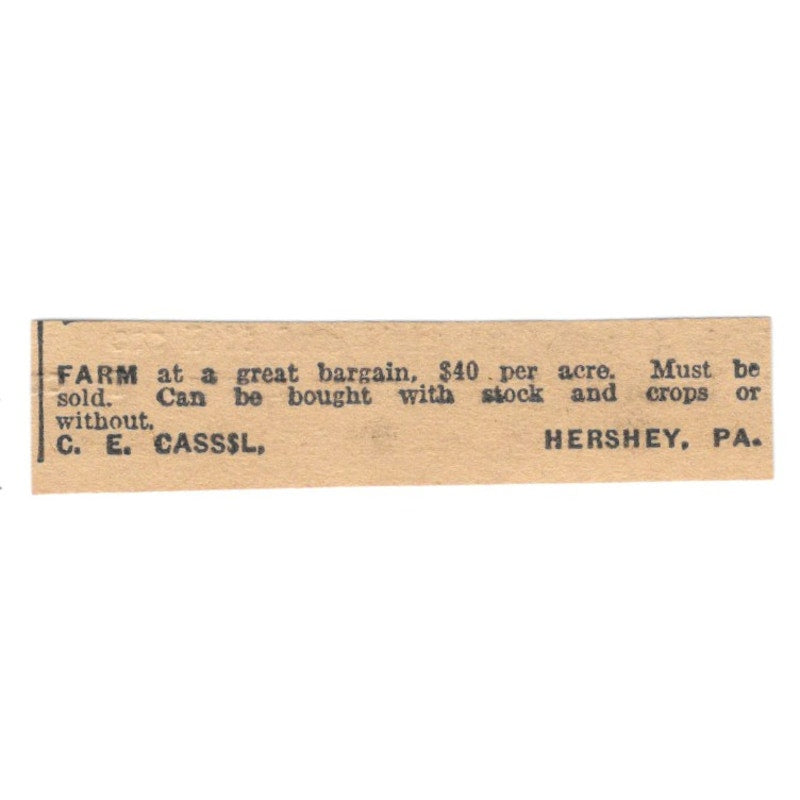 FARM at a great bargain, $40 per acre. Must be
sold. Can be bought with stock and crops or
without.
C. E. CASS$L, HERSHEY, PA.